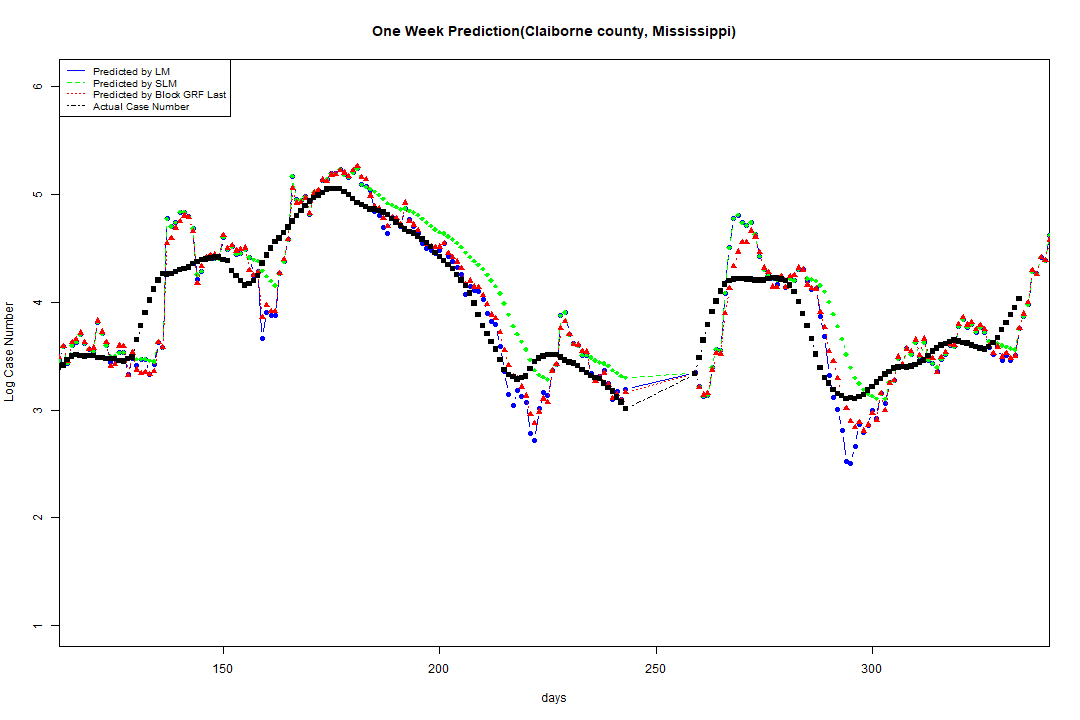 One Week Prediction(Claiborne county, Mississippi)
Predicted by LM
Predicted by SLM
Predicted by Block GRF Last
Actual Case Number
6
5
4
3
2
1
Log Case Number
150 200 250 300
days